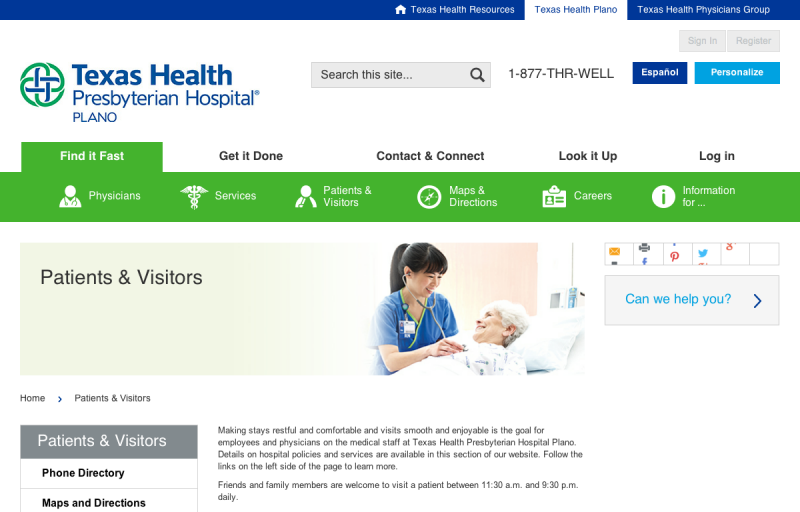 Texas Health Resources
Texas Health Plano
Texas Health Physicians Group
Sign In
Register
Texas Health
Presbyterian Hospital®
PLANO
Search this site...
1-877-THR-WELL
Español
Personalize
Find it Fast
Get it Done
Contact & Connect
Look it Up
Log in
Physicians
Services
Patients &
Visitors
Maps &
Directions
Careers
Information
for ...
Patients & Visitors
Can we help you?
Home
Patients & Visitors
Patients & Visitors
Phone Directory
Maps and Directions
Making stays restful and comfortable and visits smooth and enjoyable is the goal for
employees and physicians on the medical staff at Texas Health Presbyterian Hospital Plano.
Details on hospital policies and services are available in this section of our website. Follow the
links on the left side of the page to learn more.
Friends and family members are welcome to visit a patient between 11:30 a.m. and 9:30 p.m.
daily.